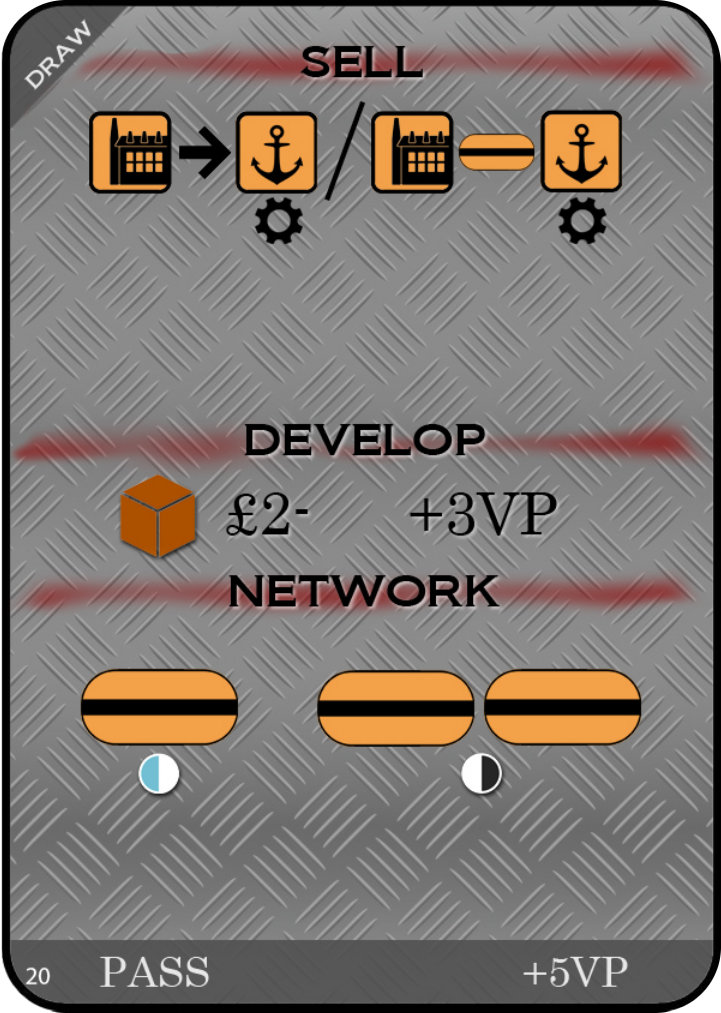 DRAW
SELL
DEVELOP
£2- +3VP
NETWORK
20 PASS +5VP